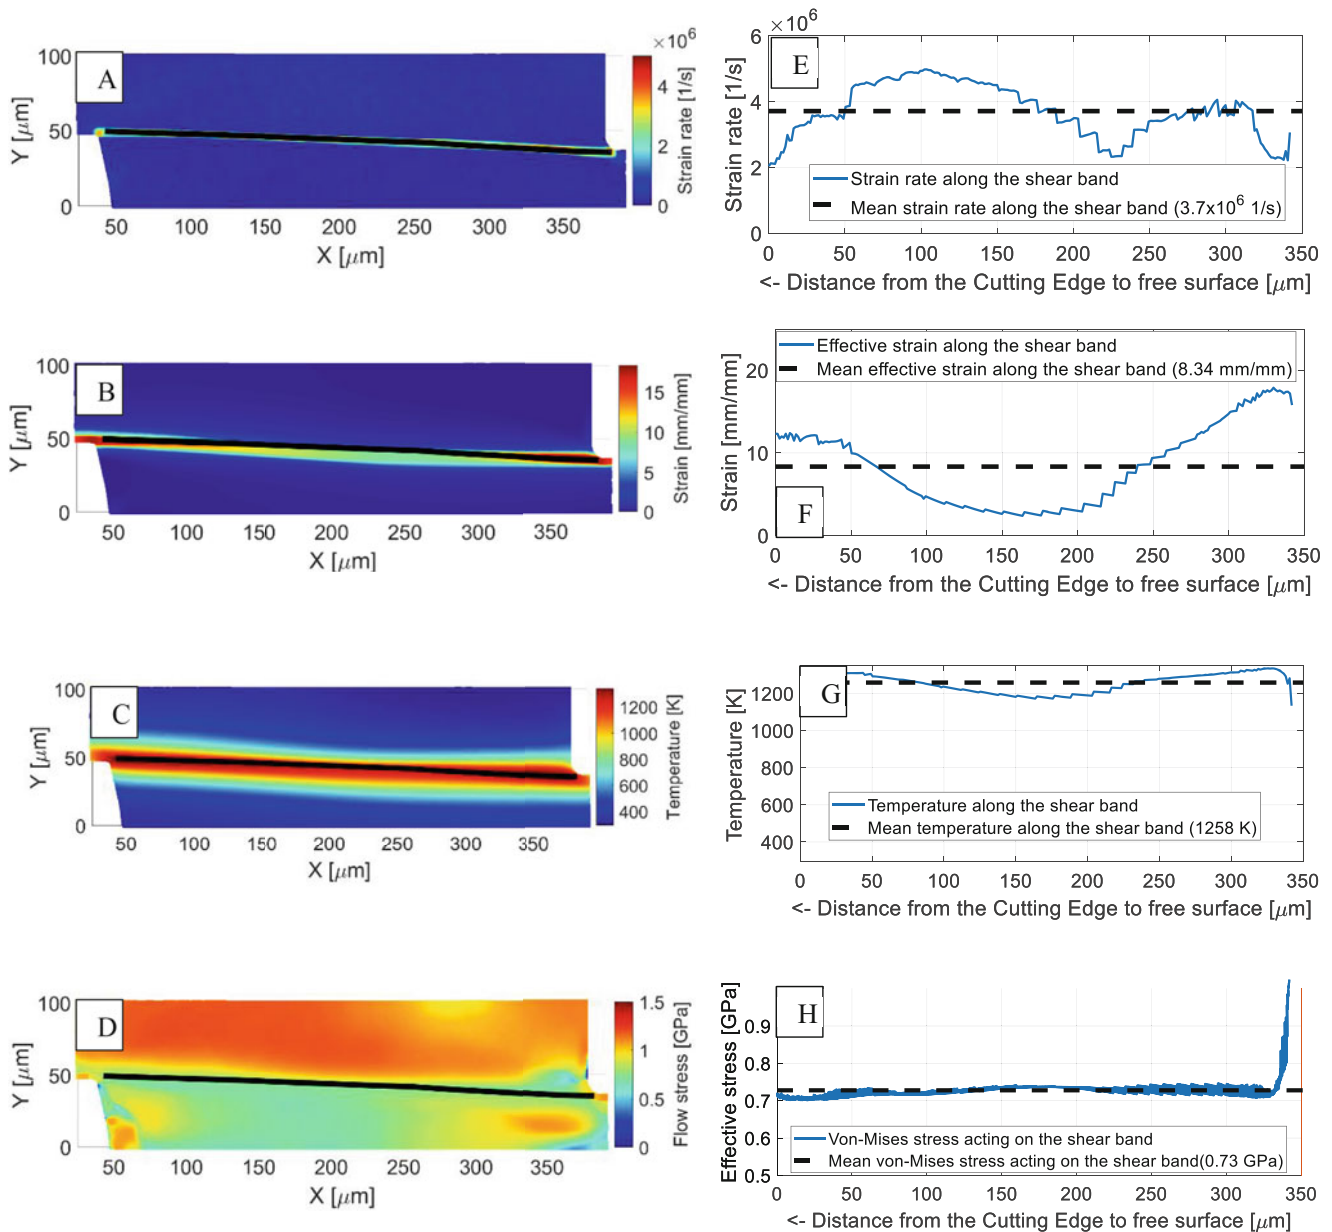 A
100
50
0
Y [μm]
50 100 150 200 250 300 350
X [μm]
×10⁶
4
2
0
Strain rate [1/s]
E
×10⁶
6
4
2
0
Strain rate [1/s]
Strain rate along the shear band
Mean strain rate along the shear band (3.7x10⁶ 1/s)
0 50 100 150 200 250 300 350
<- Distance from the Cutting Edge to free surface [μm]
B
100
50
0
Y [μm]
50 100 150 200 250 300 350
X [μm]
15
10
5
0
Strain [mm/mm]
Effective strain along the shear band
Mean effective strain along the shear band (8.34 mm/mm)
20
10
0
Strain [mm/mm]
F
0 50 100 150 200 250 300 350
<- Distance from the Cutting Edge to free surface [μm]
C
100
50
0
Y [μm]
50 100 150 200 250 300 350
X [μm]
1200
1000
800
600
400
Temperature [K]
G
1200
1000
800
600
400
Temperature [K]
Temperature along the shear band
Mean temperature along the shear band (1258 K)
0 50 100 150 200 250 300 350
<- Distance from the Cutting Edge to free surface [μm]
D
100
50
0
Y [μm]
50 100 150 200 250 300 350
X [μm]
1.5
1
0.5
0
Flow stress [GPa]
H
0.9
0.8
0.7
0.6
0.5
Effective stress [GPa]
Von-Mises stress acting on the shear band
Mean von-Mises stress acting on the shear band(0.73 GPa)
0 50 100 150 200 250 300 350
<- Distance from the Cutting Edge to free surface [μm]